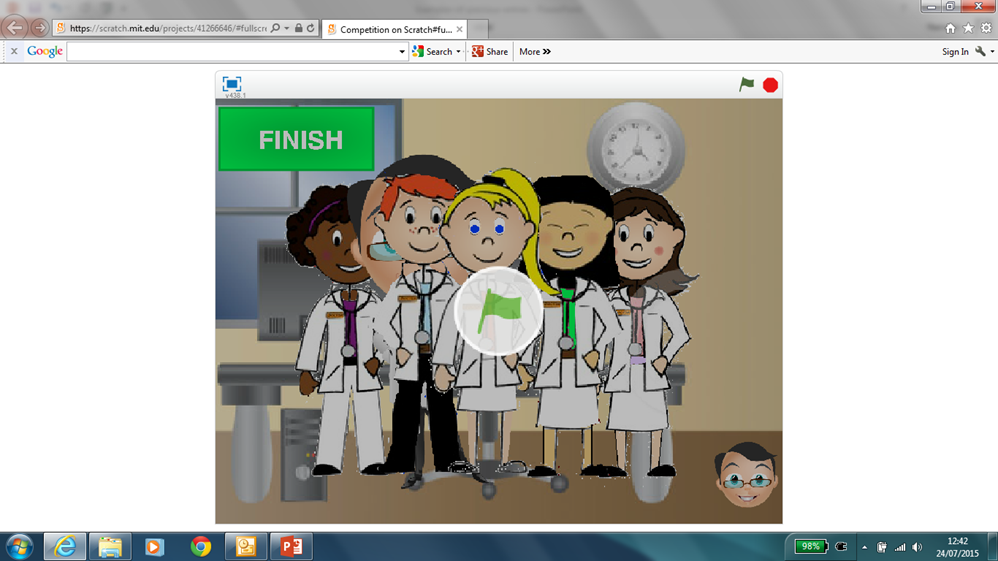 https://scratch.mit.edu/projects/41266646/#fullscre
Competition on Scratch#fu...
x Google
Search
Share
More »
Sign In
v438.1
FINISH
98%
12:42
24/07/2015